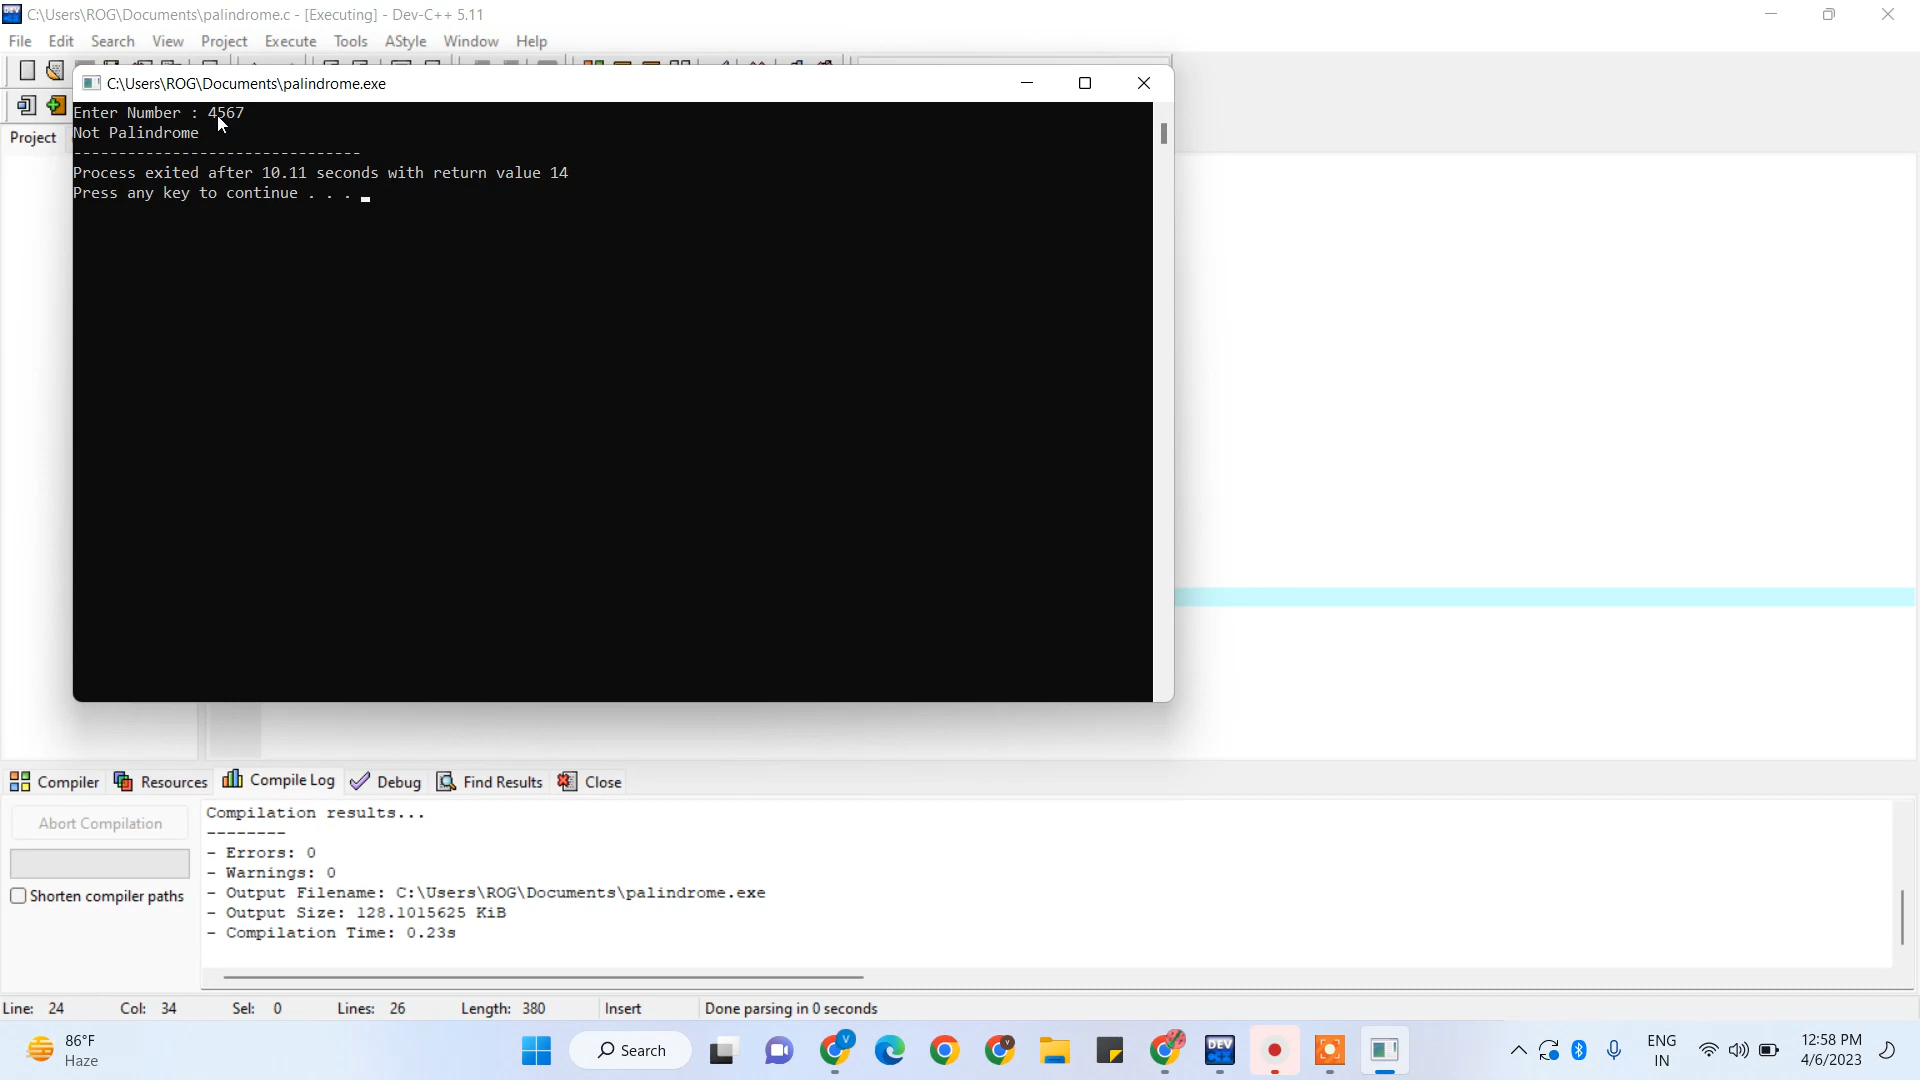 C:\Users\ROG\Documents\palindrome.c - [Executing] - Dev-C++ 5.11
File Edit Search View Project Execute Tools AStyle Window Help
C:\Users\ROG\Documents\palindrome.exe
Enter Number : 4567
Not Palindrome
--------------------------------
Process exited after 10.11 seconds with return value 14
Press any key to continue . . .
Project
Compiler Resources Compile Log Debug Find Results Close
Abort Compilation
Shorten compiler paths
Compilation results...
--------
- Errors: 0
- Warnings: 0
- Output Filename: C:\Users\ROG\Documents\palindrome.exe
- Output Size: 128.1015625 KiB
- Compilation Time: 0.23s
Line: 24 Col: 34 Sel: 0 Lines: 26 Length: 380 Insert Done parsing in 0 seconds
86°F
Haze
Search
V
DEV
ENG
IN
12:58 PM
4/6/2023